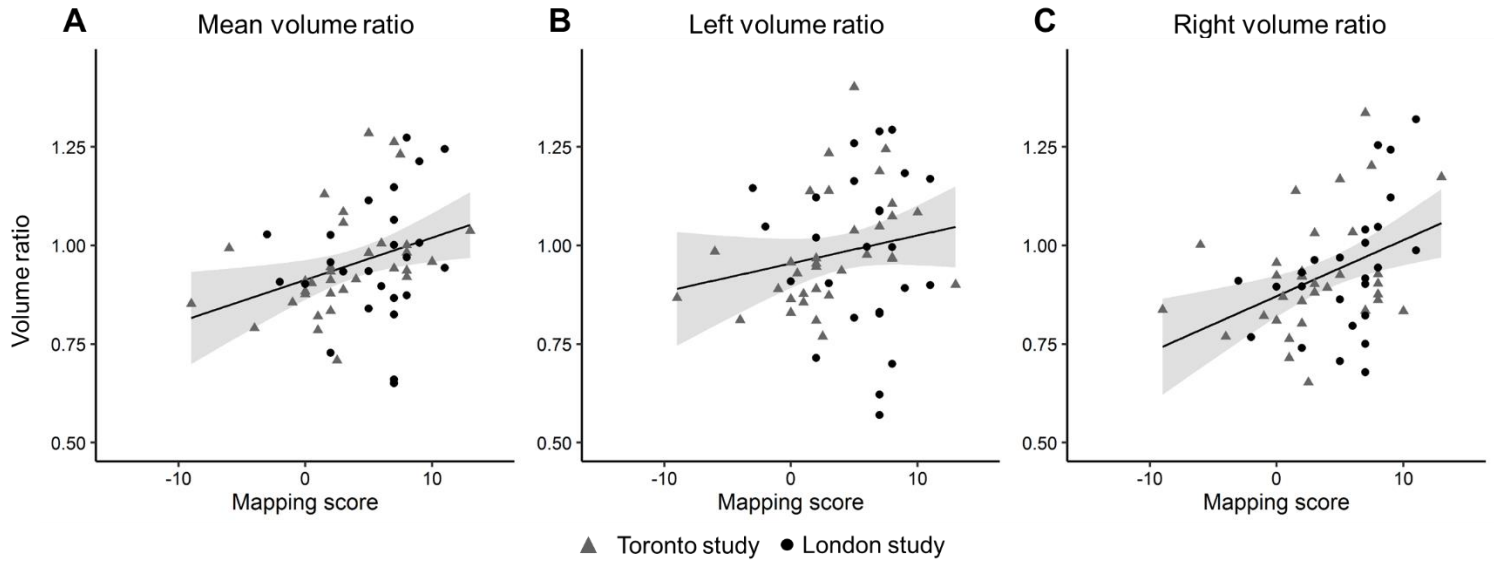 A Mean volume ratio
B Left volume ratio
C Right volume ratio
Volume ratio
1.25
1.00
0.75
0.50
-10 0 10
Mapping score
1.25
1.00
0.75
0.50
-10 0 10
Mapping score
1.25
1.00
0.75
0.50
-10 0 10
Mapping score
Toronto study London study